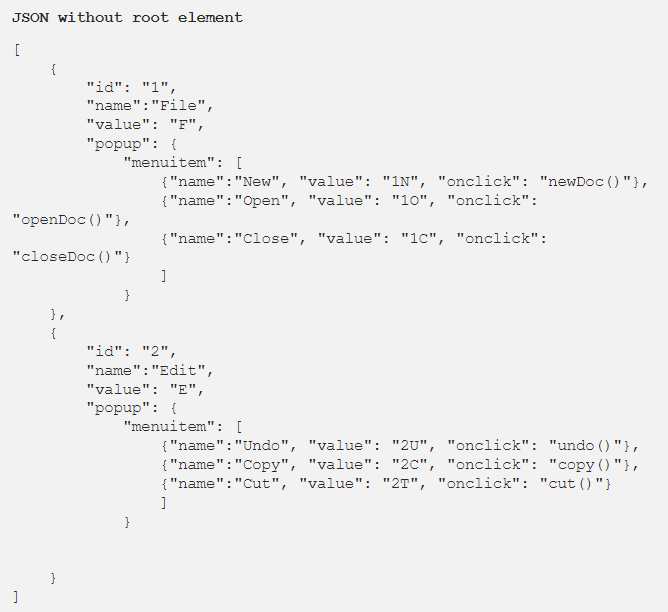 JSON without root element
[
    {
        "id": "1",
        "name":"File",
        "value": "F",
        "popup": {
            "menuitem": [
                {"name":"New", "value": "1N", "onclick": "newDoc()"},
                {"name":"Open", "value": "1O", "onclick":
"openDoc()"},
                {"name":"Close", "value": "1C", "onclick":
"closeDoc()"}
                ]
            }
    },
    {
        "id": "2",
        "name":"Edit",
        "value": "E",
        "popup": {
            "menuitem": [
                {"name":"Undo", "value": "2U", "onclick": "undo()"},
                {"name":"Copy", "value": "2C", "onclick": "copy()"},
                {"name":"Cut", "value": "2T", "onclick": "cut()"}
                ]
            }
    }
]